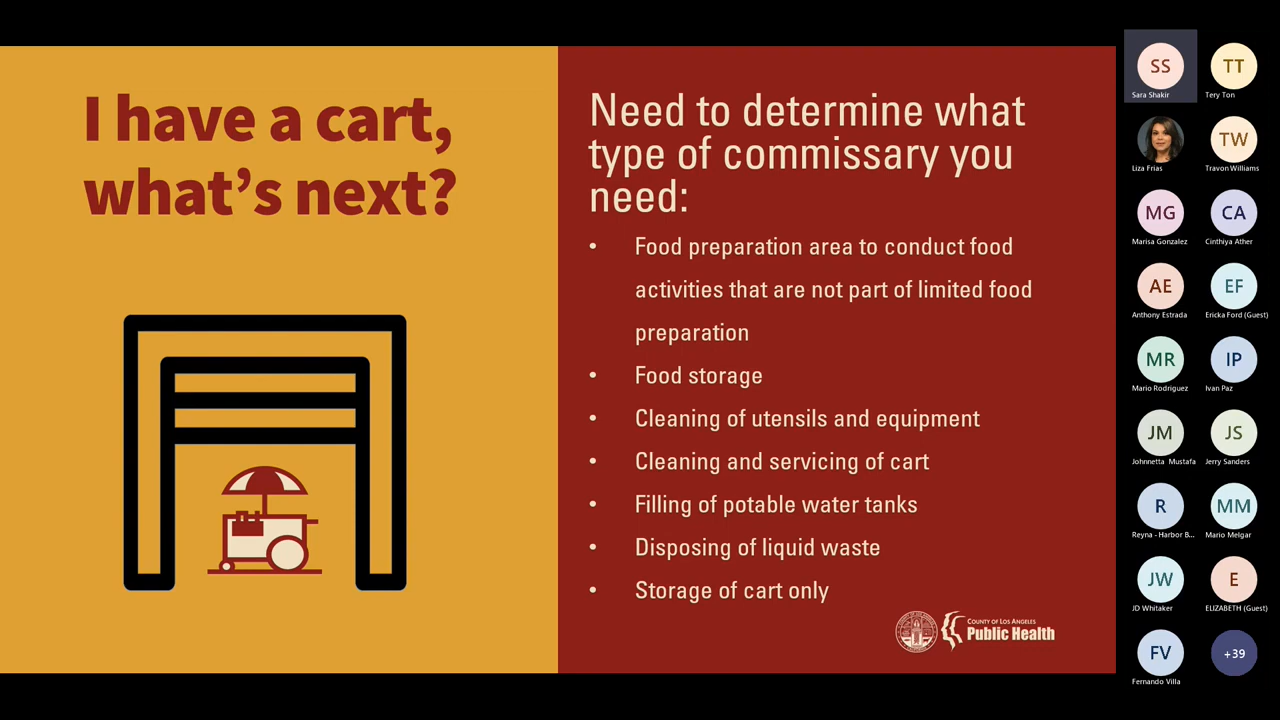 I have a cart,
what's next?
Need to determine what
type of commissary you
need:
• Food preparation area to conduct food
activities that are not part of limited food
preparation
• Food storage
• Cleaning of utensils and equipment
• Cleaning and servicing of cart
• Filling of potable water tanks
• Disposing of liquid waste
• Storage of cart only
COUNTY OF LOS ANGELES
Public Health
SS
Sara Shakir
TT
Tery Ton
Liza Frias
TW
Travon Williams
MG
Marisa Gonzalez
CA
Cinthiya Ather
AE
Anthony Estrada
EF
Ericka Ford (Guest)
MR
Mario Rodriguez
IP
Ivan Paz
JM
Johnnetta Mustafa
JS
Jerry Sanders
R
Reyna - Harbor B...
MM
Mario Melgar
JW
JD Whitaker
E
ELIZABETH (Guest)
FV
Fernando Villa
+39